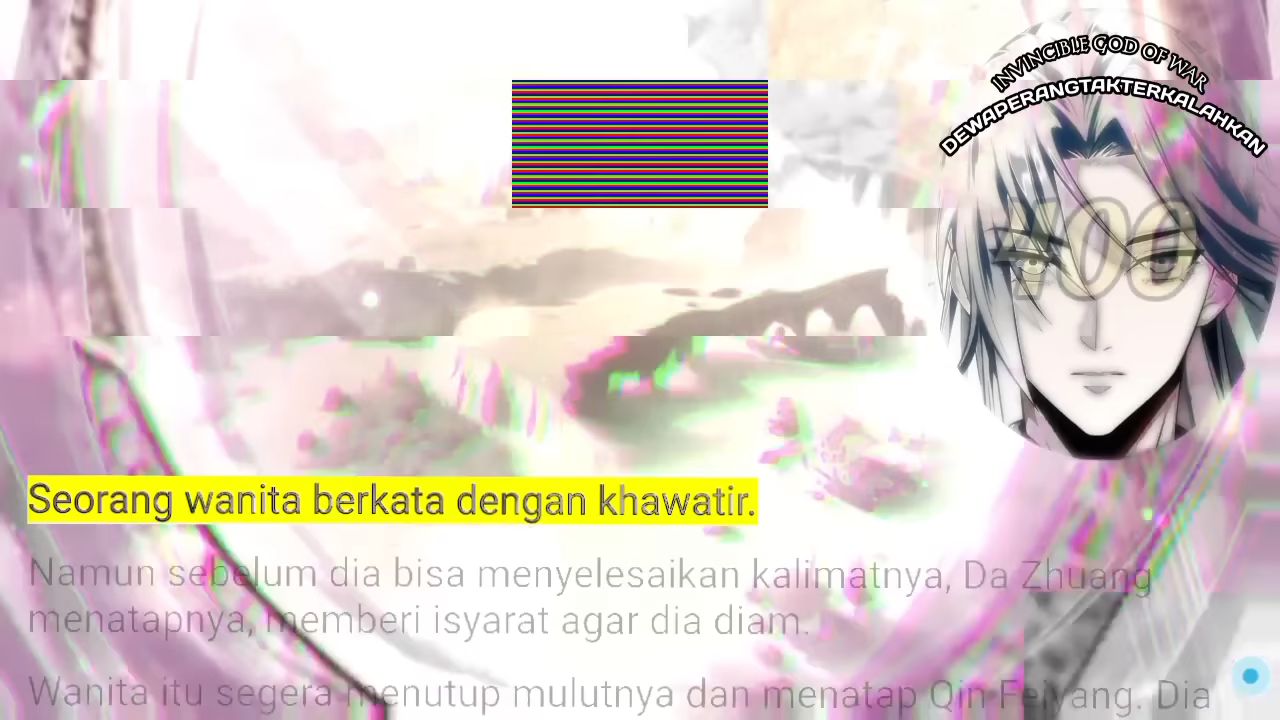 INVINCIBLE GOD OF WAR
DEWAPERANGTAKTERKALAHKAN
Seorang wanita berkata dengan khawatir.
Namun sebelum dia bisa menyelesaikan kalimatnya, Da Zhuang
menatapnya, memberi isyarat agar dia diam.
Wanita itu segera menutup mulutnya dan menatap Qin Feiyang. Dia